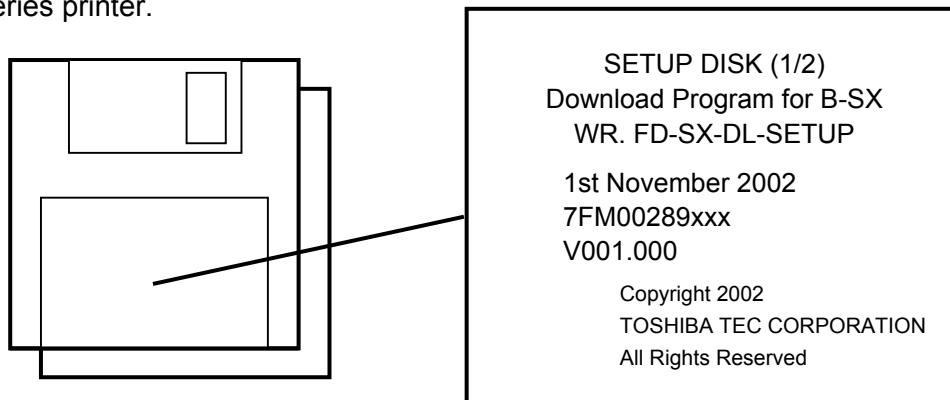 eries printer.
SETUP DISK (1/2)
Download Program for B-SX
WR. FD-SX-DL-SETUP
1st November 2002
7FM00289xxx
V001.000
Copyright 2002
TOSHIBA TEC CORPORATION
All Rights Reserved